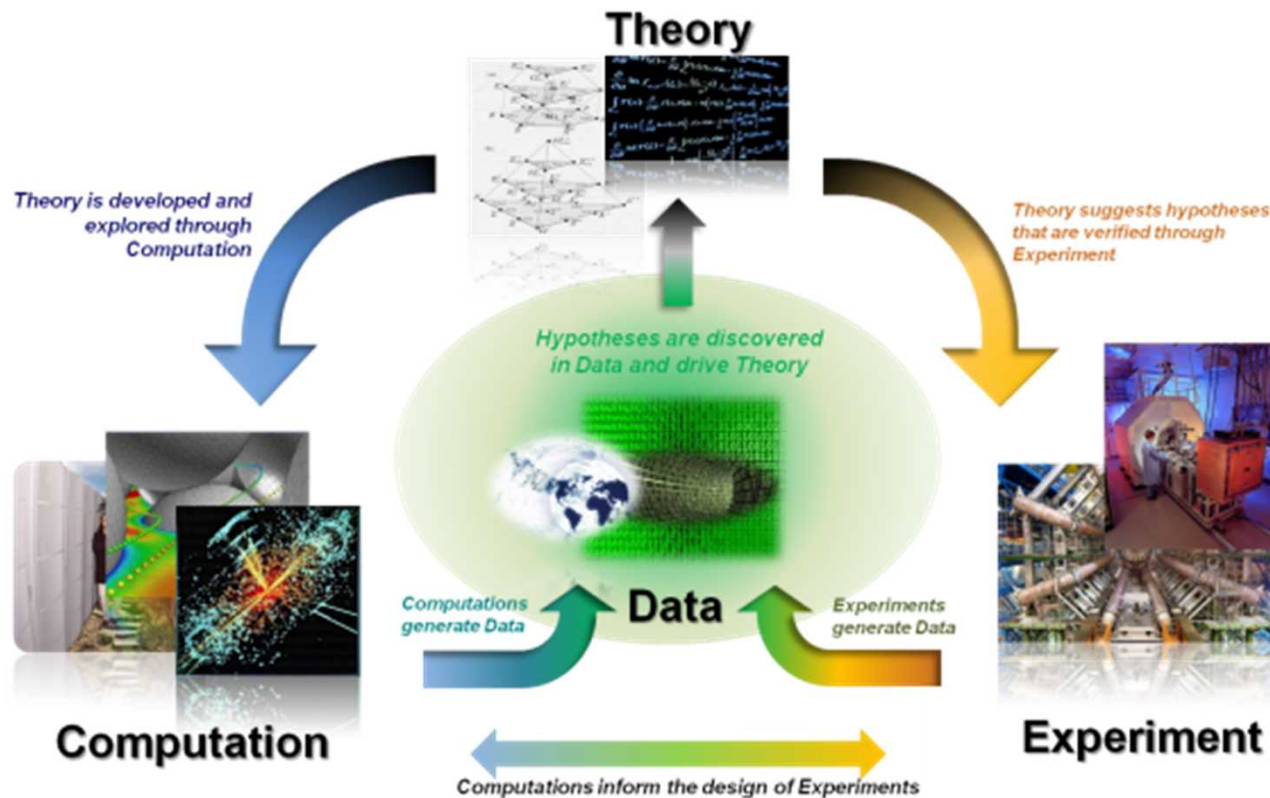 Theory
Theory is developed and
explored through
Computation
Theory suggests hypotheses
that are verified through
Experiment
Hypotheses are discovered
in Data and drive Theory
Computations
generate Data
Data
Experiments
generate Data
Computation
Experiment
Computations inform the design of Experiments